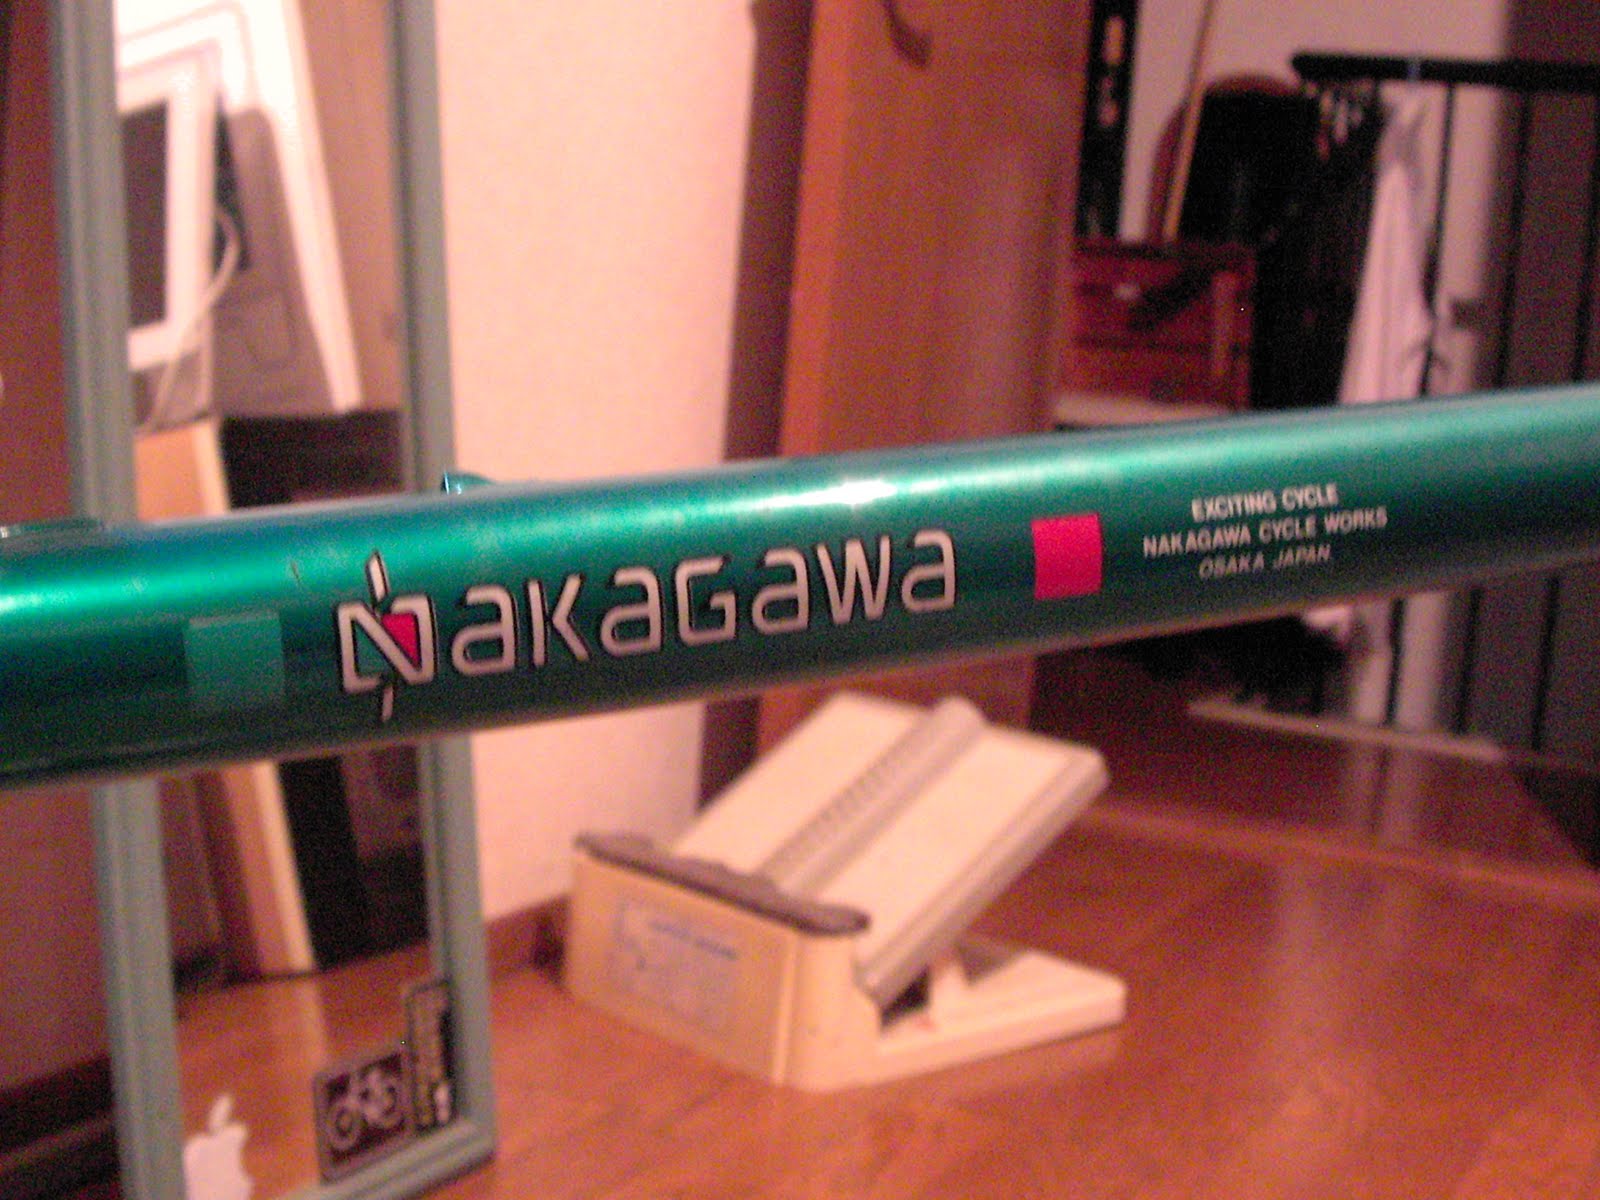 NAKAGAWA
EXCITING CYCLE
NAKAGAWA CYCLE WORKS
OSAKA JAPAN.